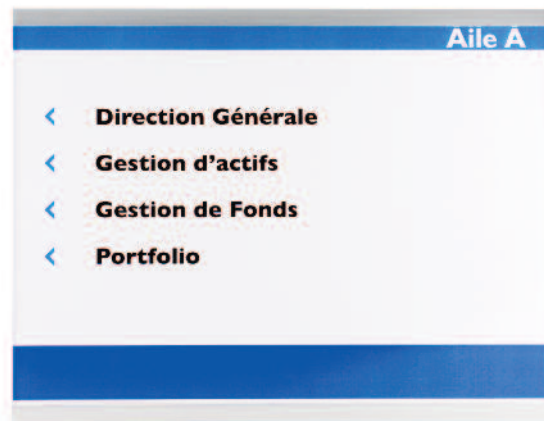 Aile A
< Direction Générale
< Gestion d'actifs
< Gestion de Fonds
< Portfolio